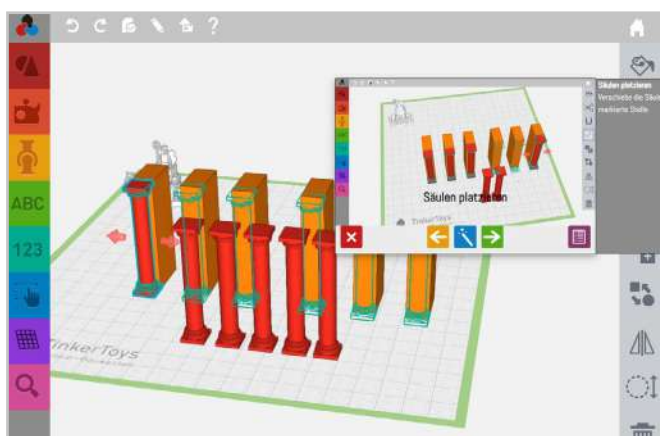 ?
ABC
123
TinkerToys
Säulen platzieren
Verschiebe die Säule
markierte Stelle
Säulen platzieren
TinkerToys